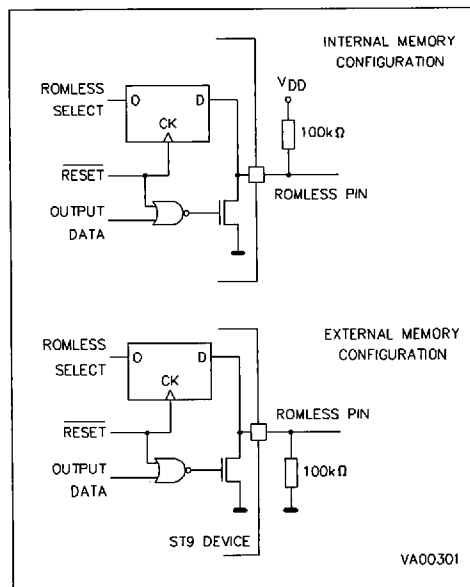 INTERNAL MEMORY
CONFIGURATION
VDD
ROMLESS
SELECT
O
D
CK
100kΩ
RESET
ROMLESS PIN
OUTPUT
DATA
EXTERNAL MEMORY
CONFIGURATION
ROMLESS
SELECT
O
D
CK
ROMLESS PIN
RESET
100kΩ
OUTPUT
DATA
ST9 DEVICE
VA00301